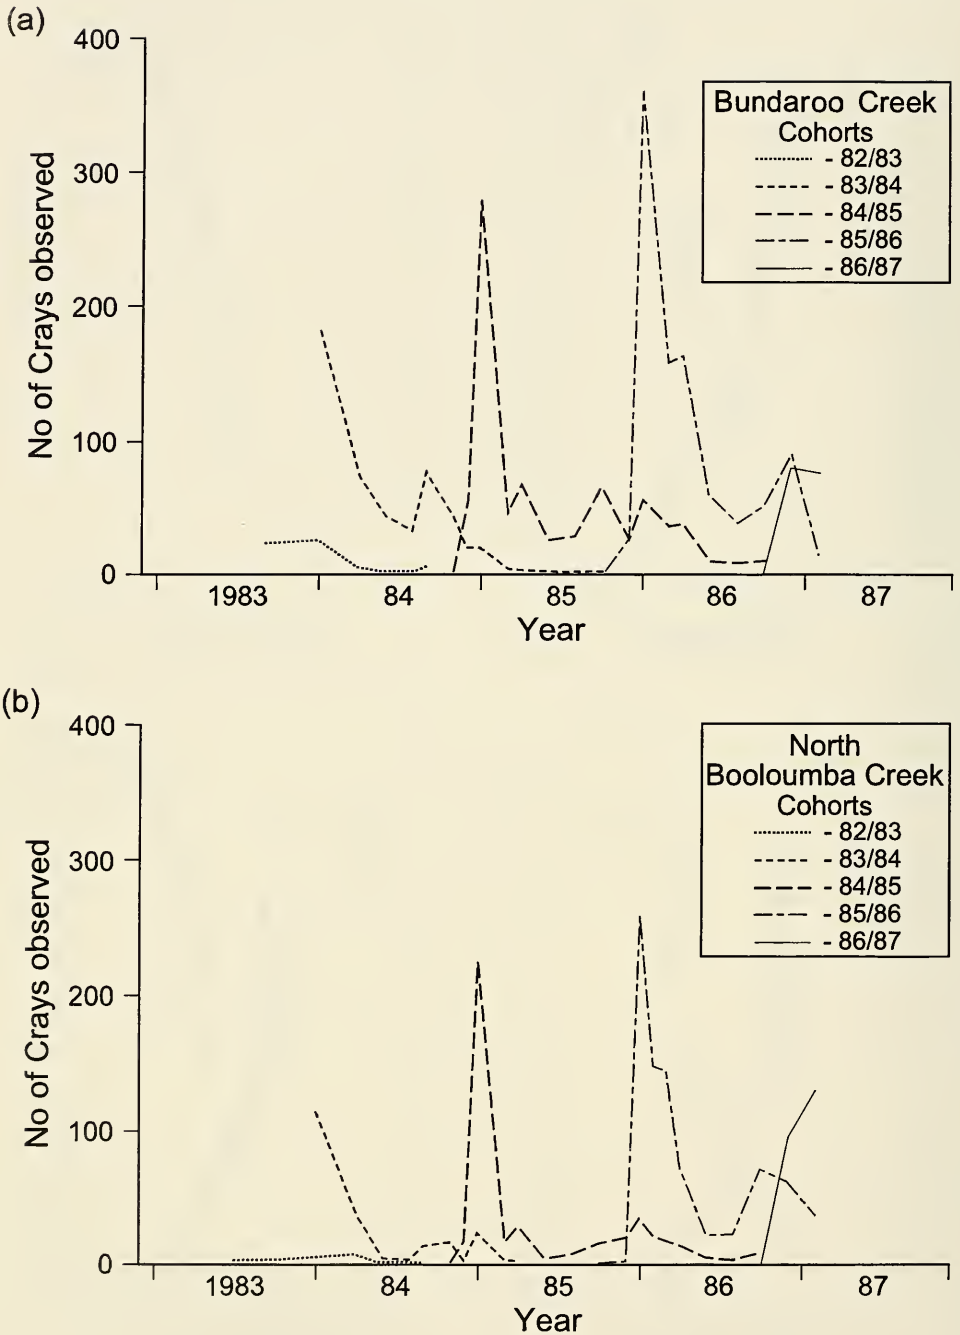 (a)
400
300
200
100
0
No of Crays observed
1983 84 85 86 87
Year
Bundaroo Creek
Cohorts
- 82/83
- 83/84
- 84/85
- 85/86
- 86/87
(b)
400
300
200
100
0
No of Crays observed
1983 84 85 86 87
Year
North
Booloumba Creek
Cohorts
- 82/83
- 83/84
- 84/85
- 85/86
- 86/87